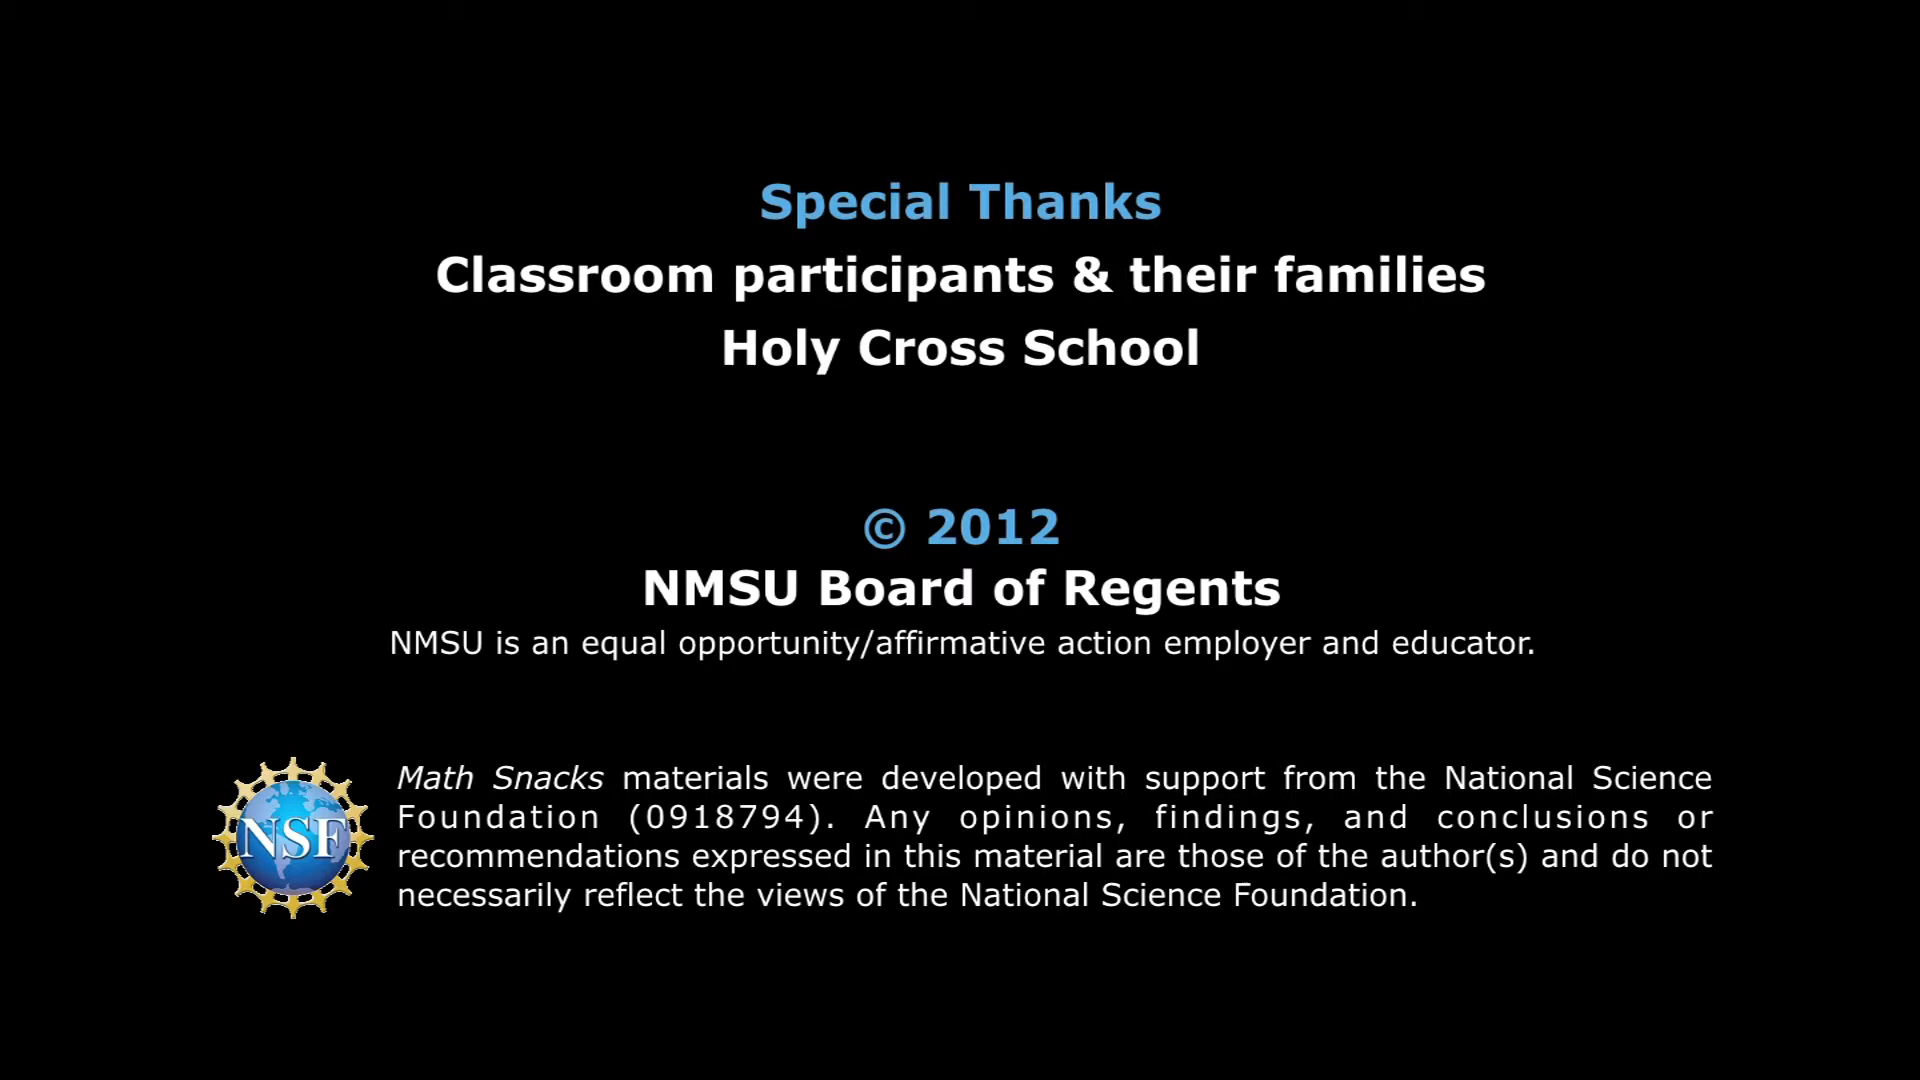 Special Thanks
Classroom participants & their families
Holy Cross School
© 2012
NMSU Board of Regents
NMSU is an equal opportunity/affirmative action employer and educator.
NSF
Math Snacks materials were developed with support from the National Science
Foundation (0918794). Any opinions, findings, and conclusions or
recommendations expressed in this material are those of the author(s) and do not
necessarily reflect the views of the National Science Foundation.